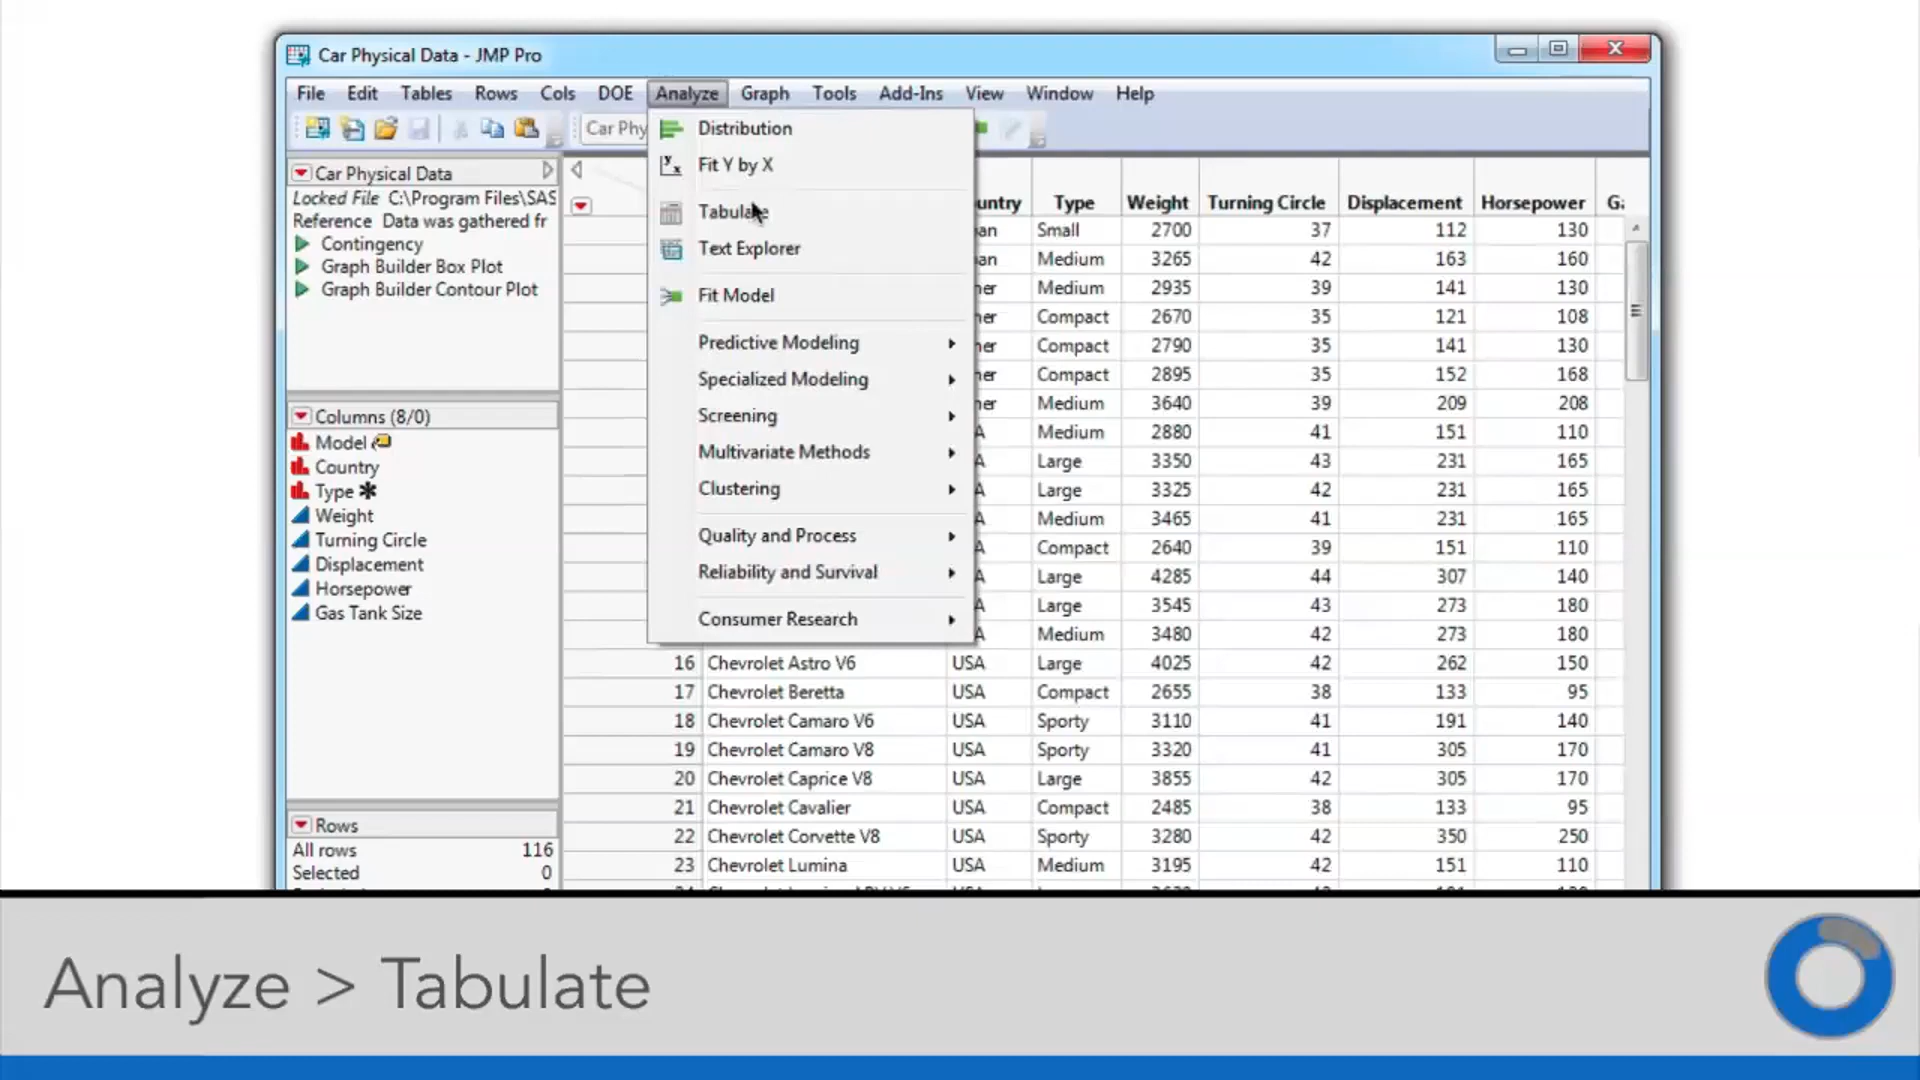 Car Physical Data - JMP Pro
File Edit Tables Rows Cols DOE Analyze Graph Tools Add-Ins View Window Help
Car Phy
Distribution
Fit Y by X
Tabulate
Text Explorer
Fit Model
Predictive Modeling
Specialized Modeling
Screening
Multivariate Methods
Clustering
Quality and Process
Reliability and Survival
Consumer Research
Car Physical Data
Locked File C:\Program Files\SAS
Reference Data was gathered fr
Contingency
Graph Builder Box Plot
Graph Builder Contour Plot
Columns (8/0)
Model
Country
Type
Weight
Turning Circle
Displacement
Horsepower
Gas Tank Size
Rows
All rows 116
Selected 0
untry Type Weight Turning Circle Displacement Horsepower
an Small 2700 37 112 130
an Medium 3265 42 163 160
er Medium 2935 39 141 130
er Compact 2670 35 121 108
er Compact 2790 35 141 130
er Compact 2895 35 152 168
er Medium 3640 39 209 208
A Medium 2880 41 151 110
A Large 3350 43 231 165
A Large 3325 42 231 165
A Medium 3465 41 231 165
A Compact 2640 39 151 110
A Large 4285 44 307 140
A Large 3545 43 273 180
A Medium 3480 42 273 180
16 Chevrolet Astro V6 USA Large 4025 42 262 150
17 Chevrolet Beretta USA Compact 2655 38 133 95
18 Chevrolet Camaro V6 USA Sporty 3110 41 191 140
19 Chevrolet Camaro V8 USA Sporty 3320 41 305 170
20 Chevrolet Caprice V8 USA Large 3855 42 305 170
21 Chevrolet Cavalier USA Compact 2485 38 133 95
22 Chevrolet Corvette V8 USA Sporty 3280 42 350 250
23 Chevrolet Lumina USA Medium 3195 42 151 110
Analyze > Tabulate